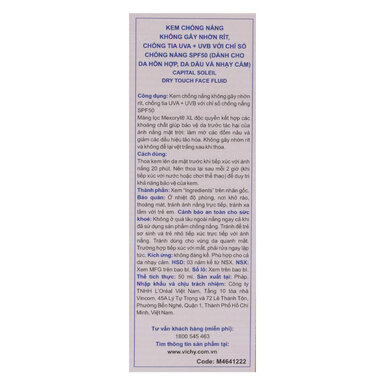 KEM CHỐNG NẮNG
KHÔNG GÂY NHỜN RÍT,
CHỐNG TIA UVA + UVB VỚI CHỈ SỐ
CHỐNG NẮNG SPF50 (DÀNH CHO
DA HỖN HỢP, DA DẦU VÀ NHẠY CẢM)
CAPITAL SOLEIL
DRY TOUCH FACE FLUID
Công dụng: Kem chống nắng không gây nhờn
rít, chống tia UVA + UVB với chỉ số chống nắng
SPF50
Màng lọc Mexoryl® XL độc quyền kết hợp các
khoáng chất giúp bảo vệ da trước tác hại của
ánh nắng mặt trời: làm mờ các đốm nâu và
giảm các dấu hiệu lão hóa. Không gây nhờn rít
và không để lại vệt trắng sau khi thoa.
Cách dùng:
Thoa kem lên da mặt trước khi tiếp xúc với ánh
nắng 20 phút. Nên thoa lại sau mỗi 2 giờ (khi
tiếp xúc với nước hoặc chơi thể thao) để duy trì
khả năng bảo vệ của kem.
Thành phần: Xem "Ingredients" trên nhãn gốc.
Bảo quản: Ở nhiệt độ phòng, nơi khô ráo,
thoáng mát, tránh ánh nắng trực tiếp, tránh xa
tầm với trẻ em. Cảnh báo an toàn cho sức
khoẻ: Không ở quá lâu ngoài nắng ngay cả khi
đã sử dụng sản phẩm chống nắng. Tránh để trẻ
sơ sinh và trẻ nhỏ tiếp xúc trực tiếp với ánh
nắng. Tránh dùng cho vùng da quanh mắt.
Trường hợp tiếp xúc với mắt, phải rửa ngay lập
tức. Kích ứng: không đáng kể. Phù hợp cho cả
da nhạy cảm. HSD: 03 năm kể từ NSX. NSX:
Xem MFG trên bao bì. Số lô: Xem trên bao bì.
Thể tích thực: 50 ml. Sản xuất tại: Pháp.
Nhập khẩu và chịu trách nhiệm: Công ty
TNHH L'Oréal Việt Nam. Tầng 10 tòa nhà
Vincom, 45A Lý Tự Trọng và 72 Lê Thánh Tôn,
Phường Bến Nghé, Quận 1, Thành Phố Hồ Chí
Minh, Việt Nam.
Tư vấn khách hàng (miễn phí):
1800 545 463
Tìm thông tin sản phẩm tại:
www.vichy.com.vn
Code: M4641222